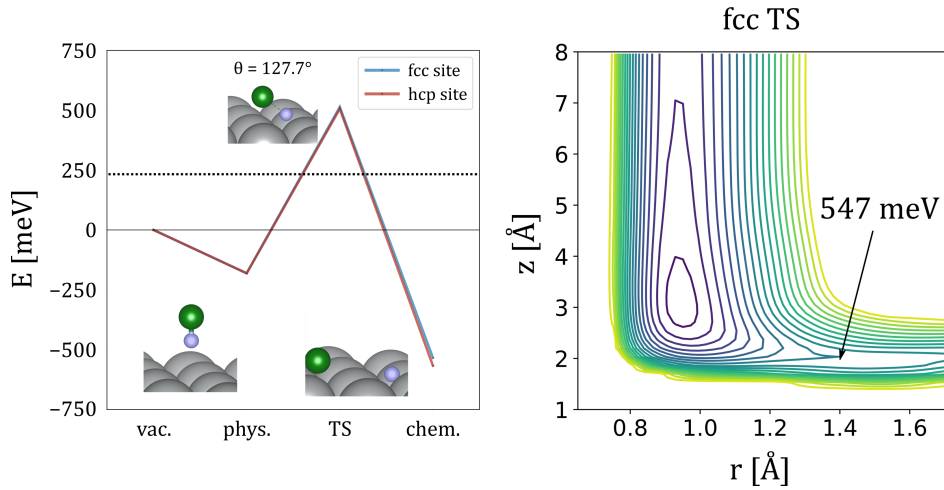 750
500
250
0
−250
−500
−750
E [meV]
θ = 127.7°
fcc site
hcp site
vac.
phys.
TS
chem.
fcc TS
8
7
6
5
4
3
2
1
z [Å]
547 meV
0.8
1.0
1.2
1.4
1.6
r [Å]